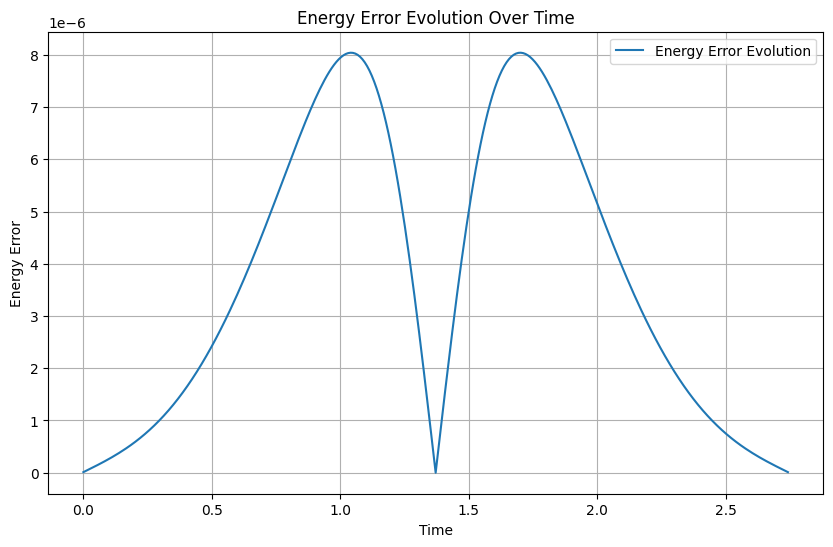 Energy Error Evolution Over Time
1e−6
Energy Error Evolution
8
7
6
5
4
3
2
1
0
Energy Error
0.0 0.5 1.0 1.5 2.0 2.5
Time